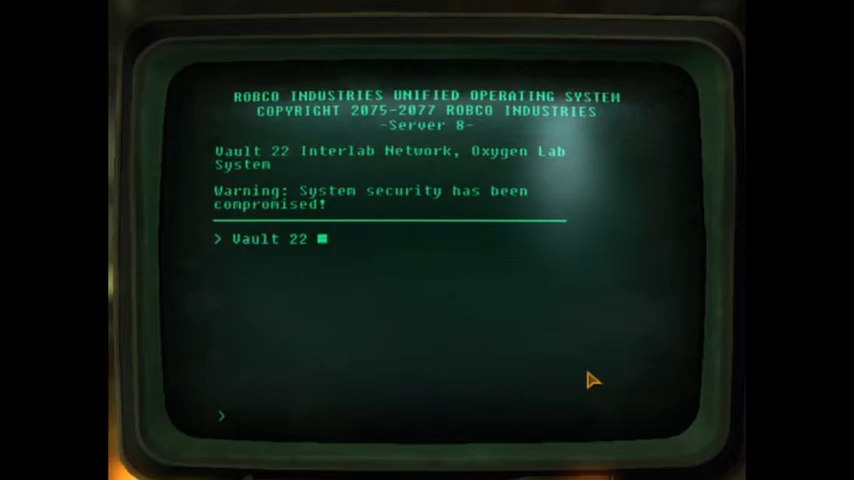 ROBCO INDUSTRIES UNIFIED OPERATING SYSTEM
COPYRIGHT 2075-2077 ROBCO INDUSTRIES
-Server 8-
Vault 22 Interlab Network, Oxygen Lab
System
Warning: System security has been
compromised!
> Vault 22
>